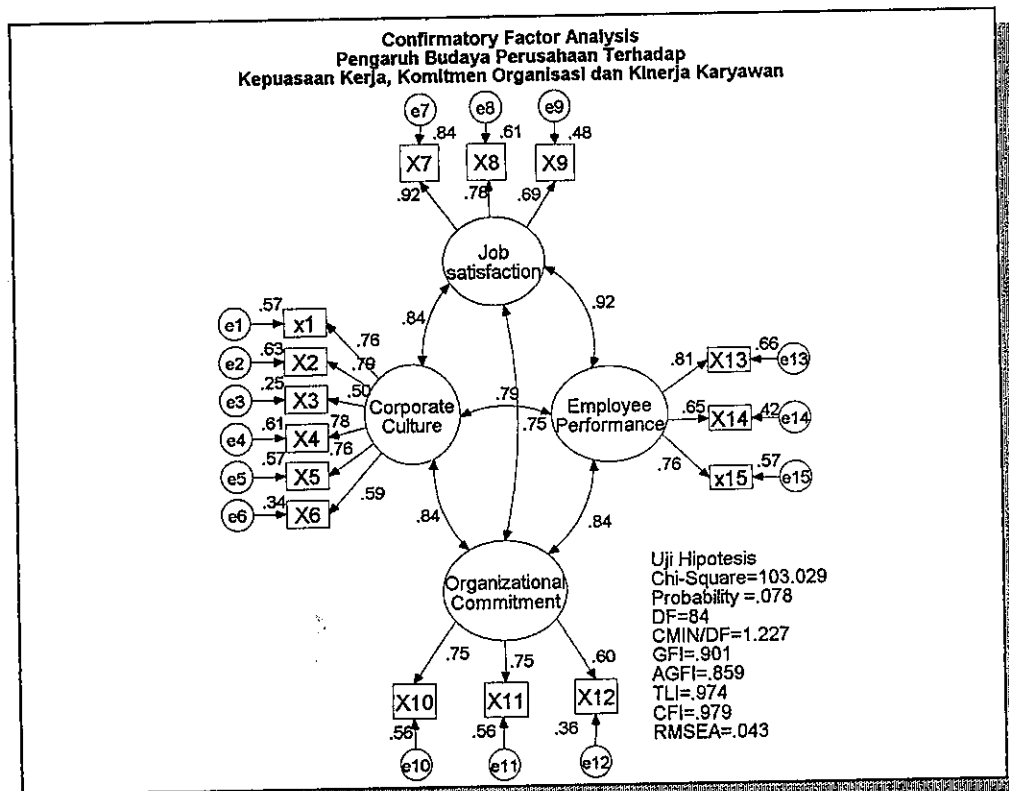 Confirmatory Factor Analysis
Pengaruh Budaya Perusahaan Terhadap
Kepuasaan Kerja, Komitmen Organisasi dan Kinerja Karyawan
e7
e8
e9
.84
.61
.48
X7
X8
X9
.92
.78
.69
Job
satisfaction
.84
.92
e1
.57
x1
.76
e2
.63
X2
.79
e3
.25
X3
.50
e4
.61
X4
.78
e5
.57
X5
.76
e6
.34
X6
.59
Corporate
Culture
.79
.75
Employee
Performance
.81
X13
.66
e13
.65
X14
.42
e14
.76
x15
.57
e15
.84
.84
Organizational
Commitment
.75
.75
.60
X10
X11
X12
.56
.56
.36
e10
e11
e12
Uji Hipotesis
Chi-Square=103.029
Probability =.078
DF=84
CMIN/DF=1.227
GFI=.901
AGFI=.859
TLI=.974
CFI=.979
RMSEA=.043